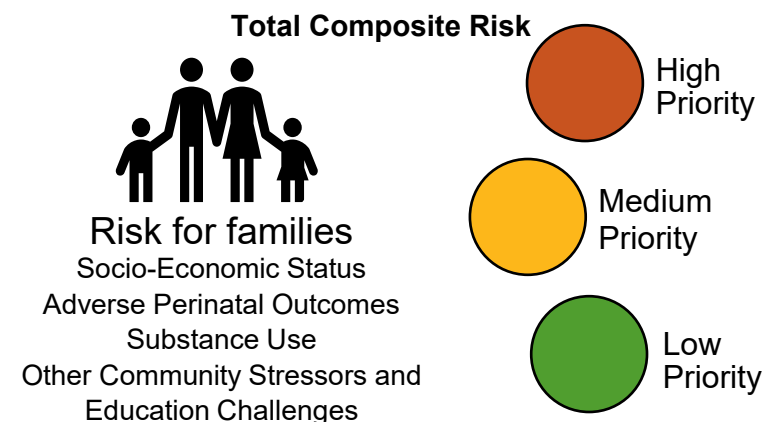 Total Composite Risk
High
Priority
Risk for families
Socio-Economic Status
Adverse Perinatal Outcomes
Substance Use
Other Community Stressors and
Education Challenges
Medium
Priority
Low
Priority